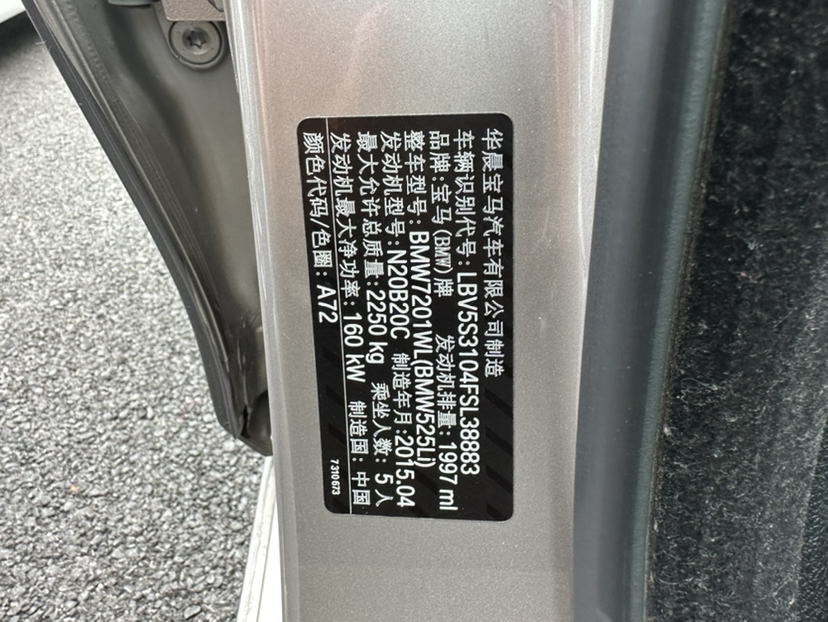 华晨宝马汽车有限公司制造
车辆识别代号: LBV5S3104FSL38883
品牌: 宝马(BMW)牌 发动机排量: 1997 ml
整车型号: BMW7201WL(BMW525Li)
发动机型号: N20B20C 制造年月: 2015.04
最大允许总质量: 2250 kg 乘坐人数: 5 人
发动机最大净功率: 160 kW 制造国: 中国
颜色代码/色圈: A72 7310673